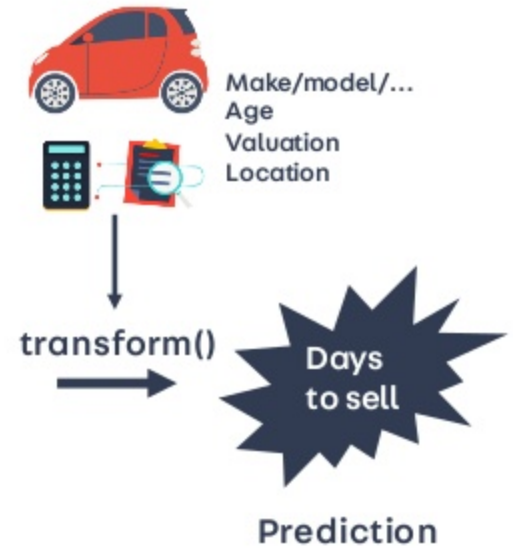 Make/model/...
Age
Valuation
Location
transform()
Days
to sell
Prediction